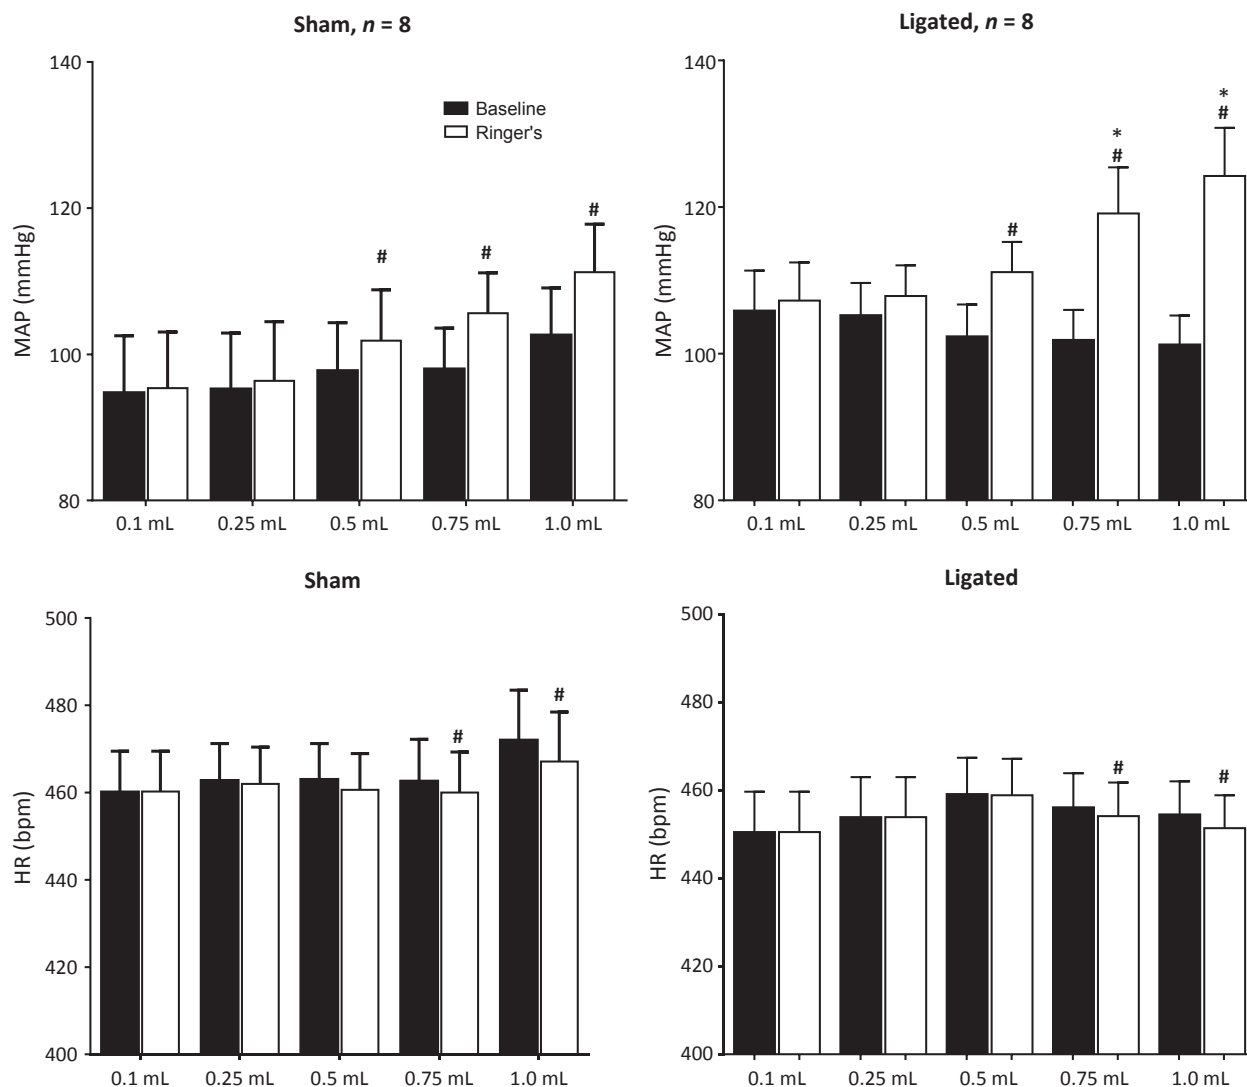 Sham, n = 8
140
120
100
80
MAP (mmHg)
Baseline
Ringer's
#
#
#
0.1 mL
0.25 mL
0.5 mL
0.75 mL
1.0 mL
Ligated, n = 8
140
120
100
80
MAP (mmHg)
#
*
#
*
#
0.1 mL
0.25 mL
0.5 mL
0.75 mL
1.0 mL
Sham
500
480
460
440
420
400
HR (bpm)
#
#
0.1 mL
0.25 mL
0.5 mL
0.75 mL
1.0 mL
Ligated
500
480
460
440
420
400
HR (bpm)
#
#
0.1 mL
0.25 mL
0.5 mL
0.75 mL
1.0 mL